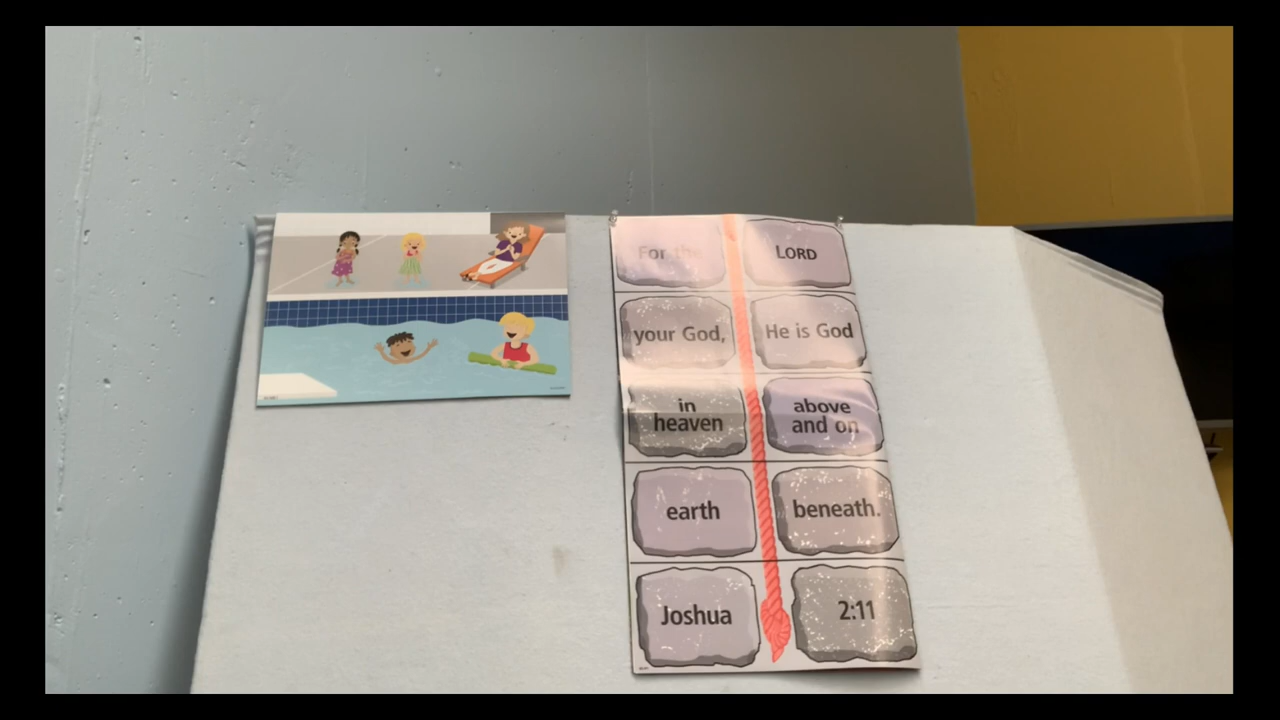 For the LORD
your God, He is God
in heaven above and on
earth beneath.
Joshua 2:11